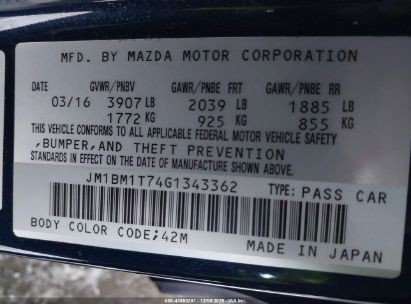 MFD. BY MAZDA MOTOR CORPORATION
DATE GVWR/PNBV GAWR/PNBE FRT GAWR/PNBE RR
03/16 3907 LB 2039 LB 1885 LB
1772 KG 925 KG 855 KG
THIS VEHICLE CONFORMS TO ALL APPLICABLE FEDERAL MOTOR VEHICLE SAFETY
,BUMPER,AND THEFT PREVENTION
STANDARDS IN EFFECT ON THE DATE OF MANUFACTURE SHOWN ABOVE.
JM1BM1T74G1343362 TYPE: PASS CAR
BODY COLOR CODE;42M MADE IN JAPAN